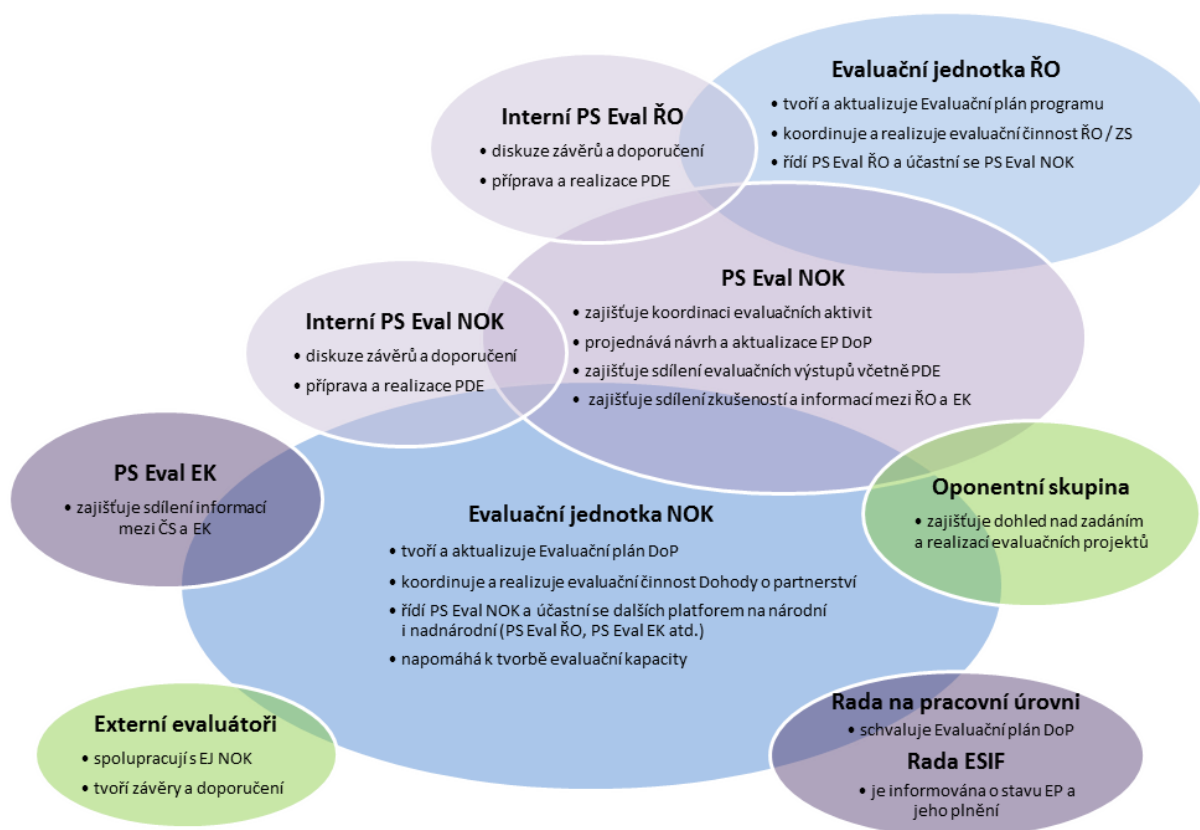 Evaluační jednotka ŘO
• tvoří a aktualizuje Evaluační plán programu
• koordinuje a realizuje evaluační činnost ŘO / ZS
• řídí PS Eval ŘO a účastní se PS Eval NOK
Interní PS Eval ŘO
• diskuze závěrů a doporučení
• příprava a realizace PDE
PS Eval NOK
• zajišťuje koordinaci evaluačních aktivit
• projednává návrh a aktualizace EP DoP
• zajišťuje sdílení evaluačních výstupů včetně PDE
• zajišťuje sdílení zkušeností a informací mezi ŘO a EK
Interní PS Eval NOK
• diskuze závěrů a doporučení
• příprava a realizace PDE
PS Eval EK
• zajišťuje sdílení informací
mezi ČS a EK
Oponentní skupina
• zajišťuje dohled nad zadáním
a realizací evaluačních projektů
Evaluační jednotka NOK
• tvoří a aktualizuje Evaluační plán DoP
• koordinuje a realizuje evaluační činnost Dohody o partnerství
• řídí PS Eval NOK a účastní se dalších platforem na národní
i nadnárodní (PS Eval ŘO, PS Eval EK atd.)
• napomáhá k tvorbě evaluační kapacity
Externí evaluátoři
• spolupracují s EJ NOK
• tvoří závěry a doporučení
Rada na pracovní úrovni
• schvaluje Evaluační plán DoP
Rada ESIF
• je informována o stavu EP a
jeho plnění